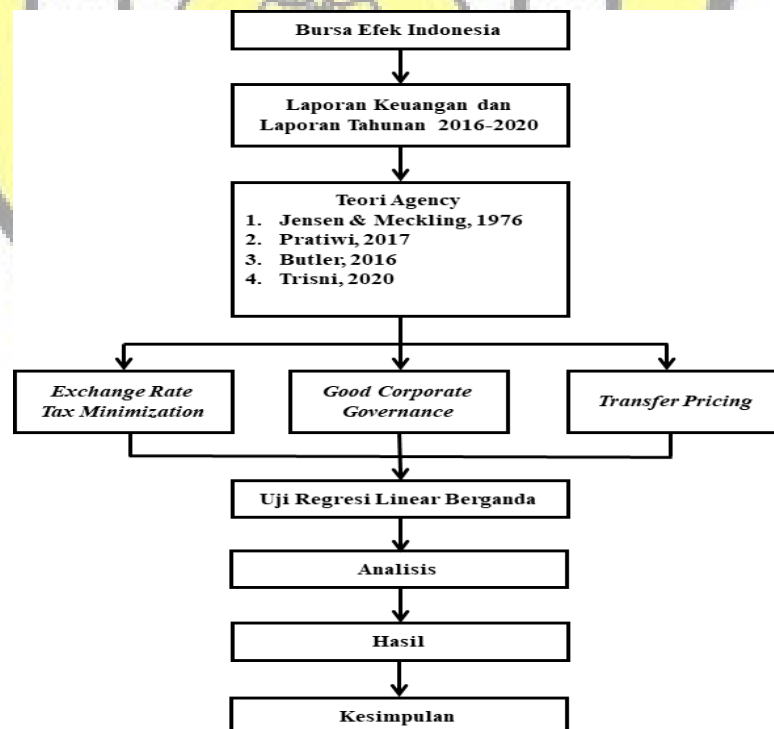 Bursa Efek Indonesia
Laporan Keuangan dan
Laporan Tahunan 2016-2020
Teori Agency
1. Jensen & Meckling, 1976
2. Pratiwi, 2017
3. Butler, 2016
4. Trisni, 2020
Exchange Rate
Tax Minimization
Good Corporate
Governance
Transfer Pricing
Uji Regresi Linear Berganda
Analisis
Hasil
Kesimpulan